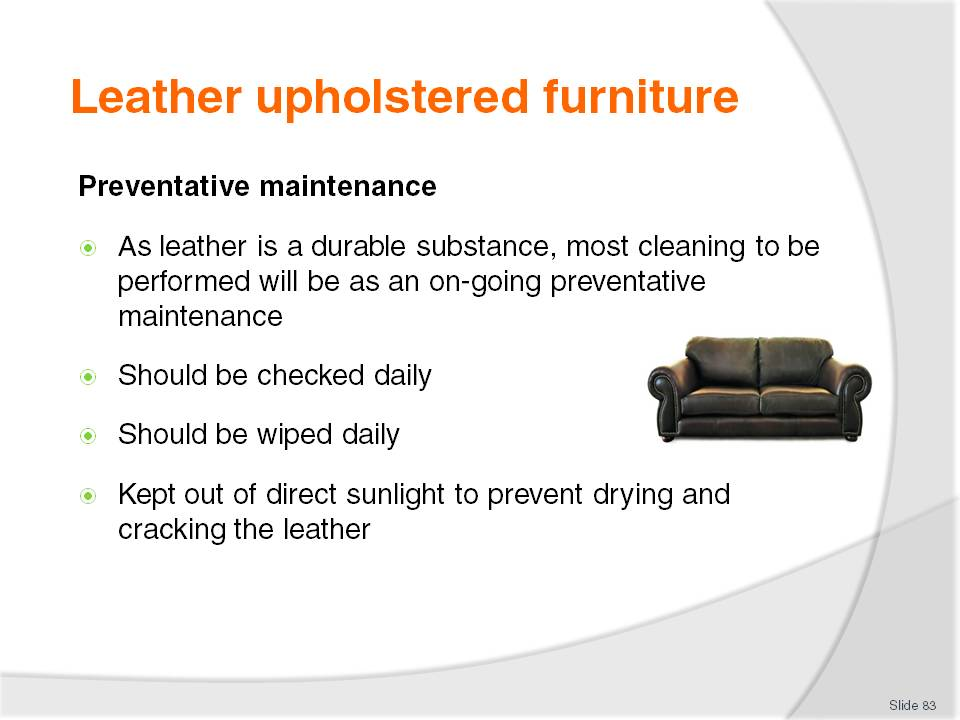 Leather upholstered furniture
Preventative maintenance
As leather is a durable substance, most cleaning to be
performed will be as an on-going preventative
maintenance
Should be checked daily
Should be wiped daily
Kept out of direct sunlight to prevent drying and
cracking the leather
Slide 83